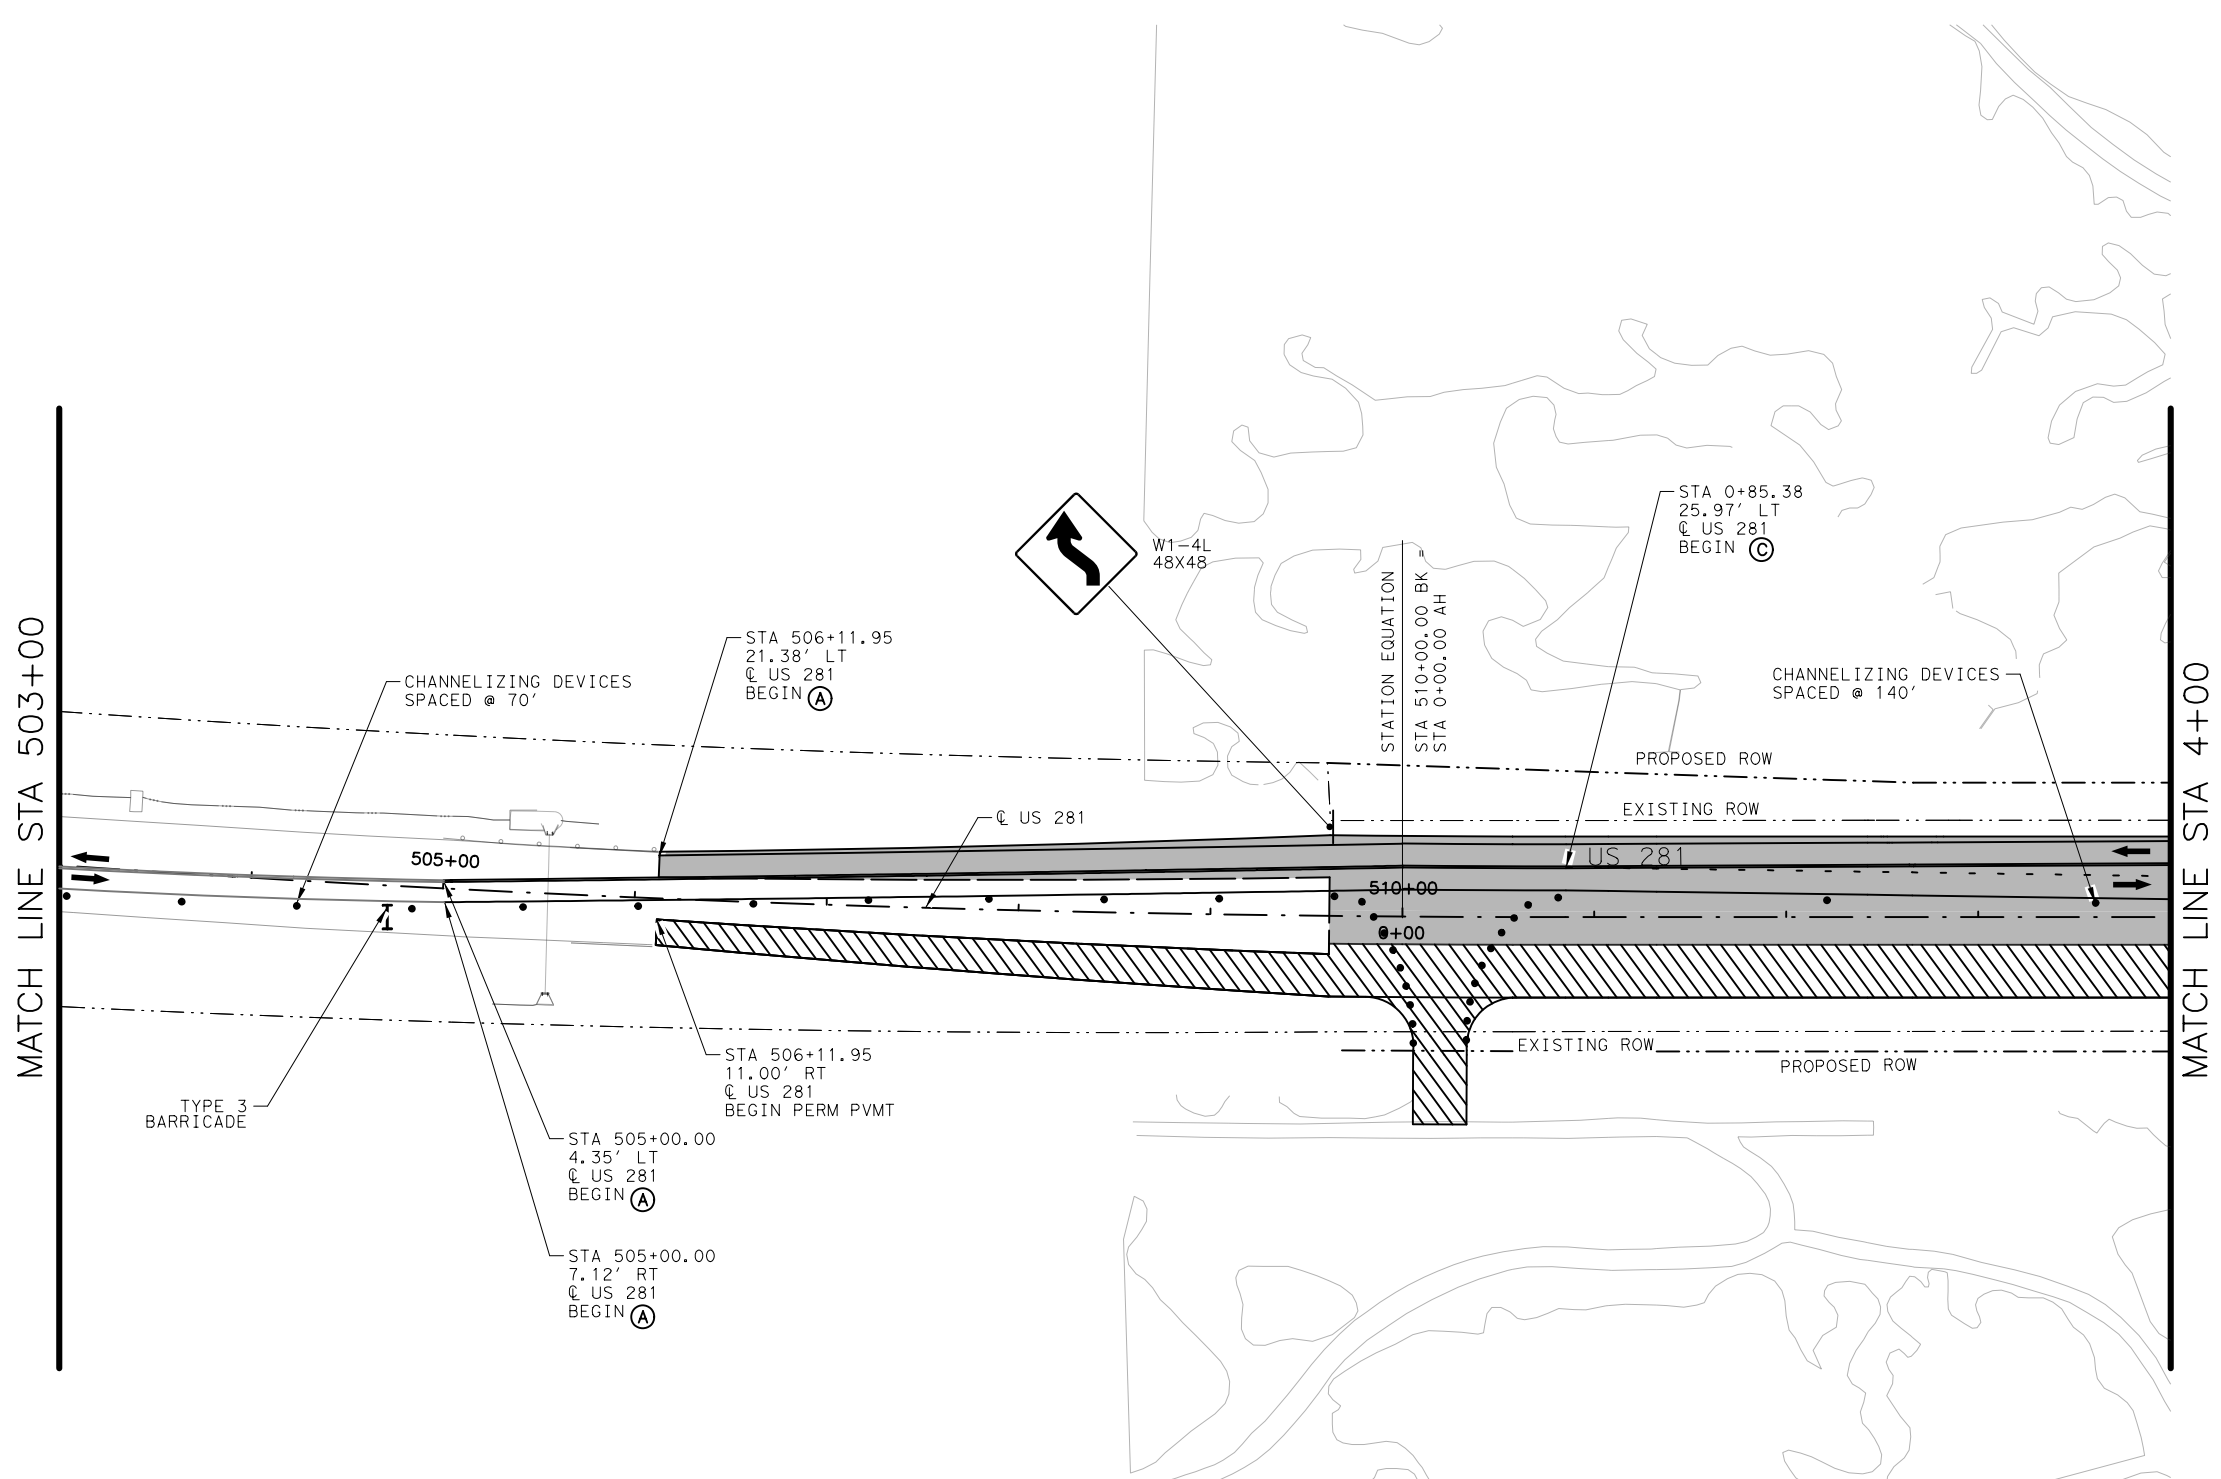 STA 0+85.38
25.97' LT
℄ US 281
BEGIN Ⓒ
W1-4L
48X48
STATION EQUATION
STA 510+00.00 BK =
STA 0+00.00 AH
MATCH LINE STA 503+00
STA 506+11.95
21.38' LT
℄ US 281
BEGIN Ⓐ
CHANNELIZING DEVICES
SPACED @ 70'
CHANNELIZING DEVICES
SPACED @ 140'
MATCH LINE STA 4+00
PROPOSED ROW
EXISTING ROW
℄ US 281
505+00
US 281
510+00
0+00
EXISTING ROW
PROPOSED ROW
STA 506+11.95
11.00' RT
℄ US 281
BEGIN PERM PVMT
TYPE 3
BARRICADE
STA 505+00.00
4.35' LT
℄ US 281
BEGIN Ⓐ
STA 505+00.00
7.12' RT
℄ US 281
BEGIN Ⓐ